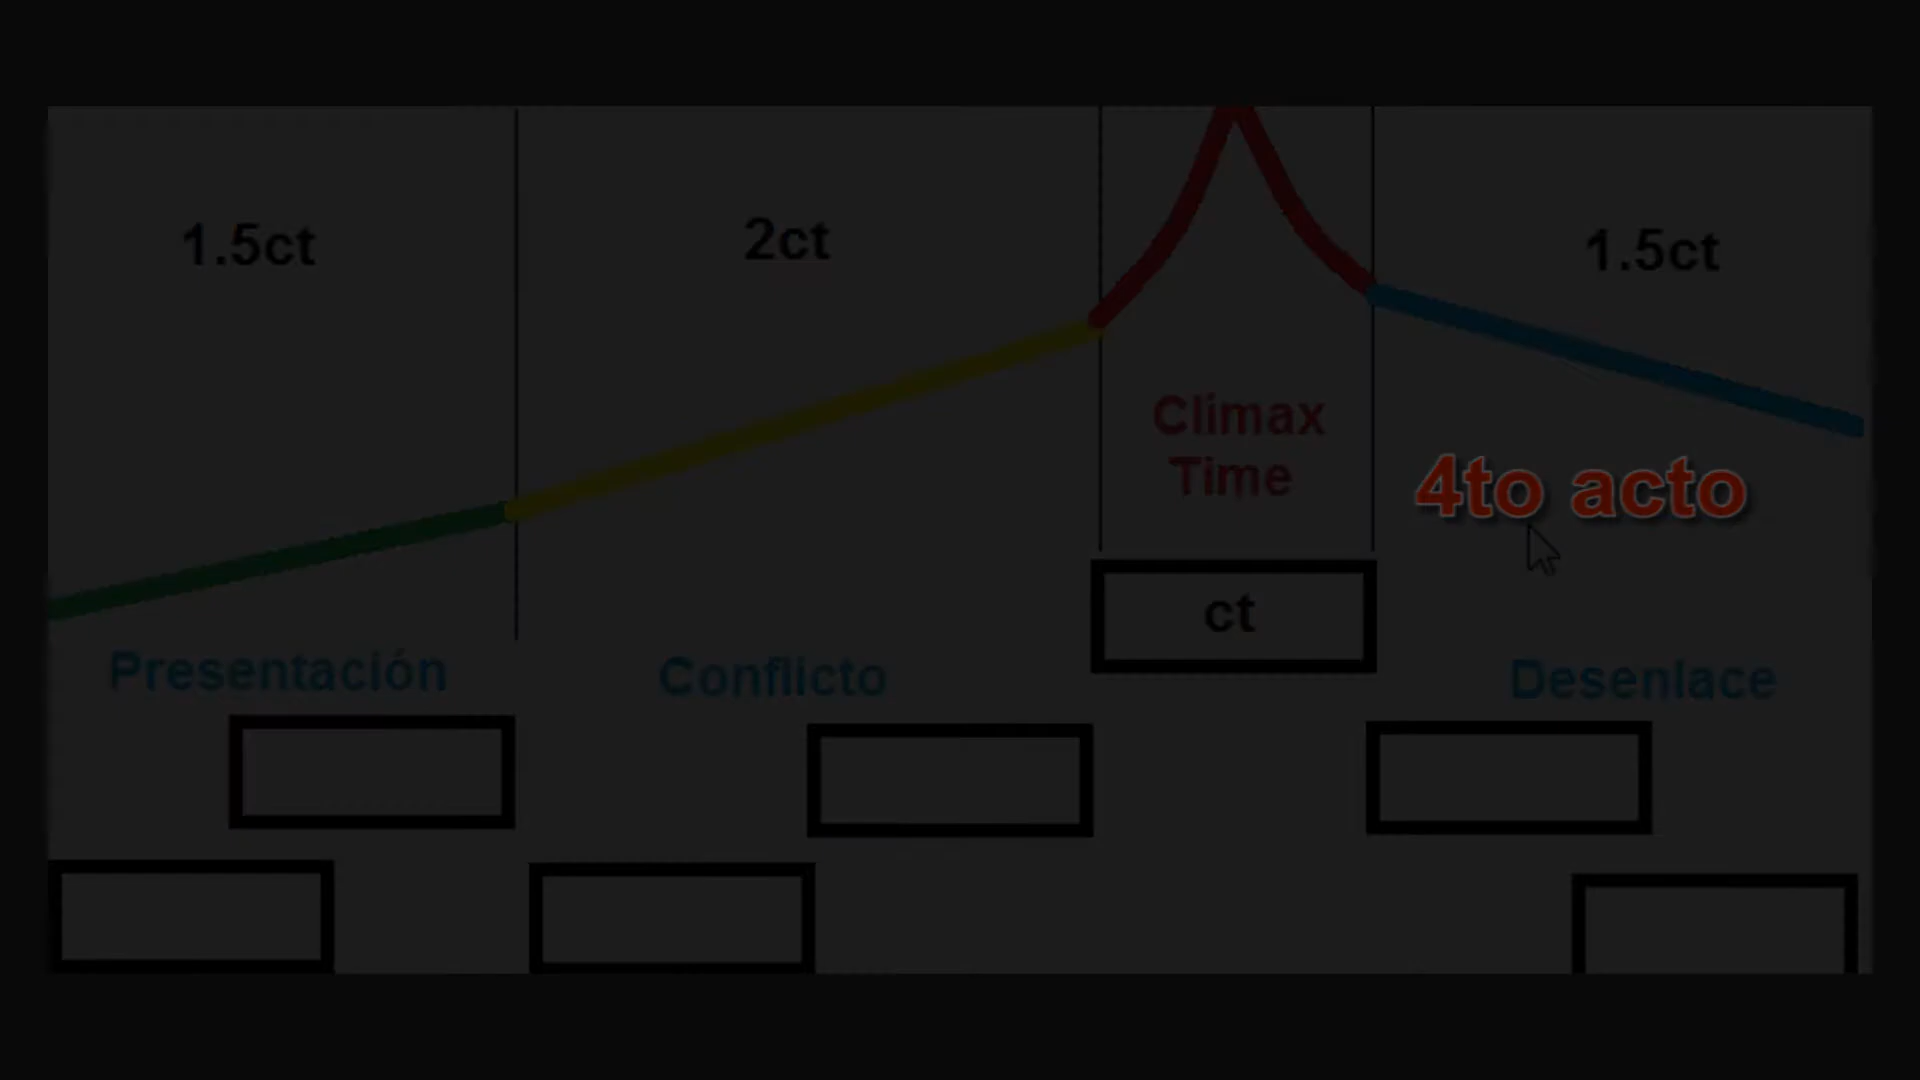 1.5ct
2ct
1.5ct
Climax
Time
4to acto
ct
Presentación
Conflicto
Desenlace